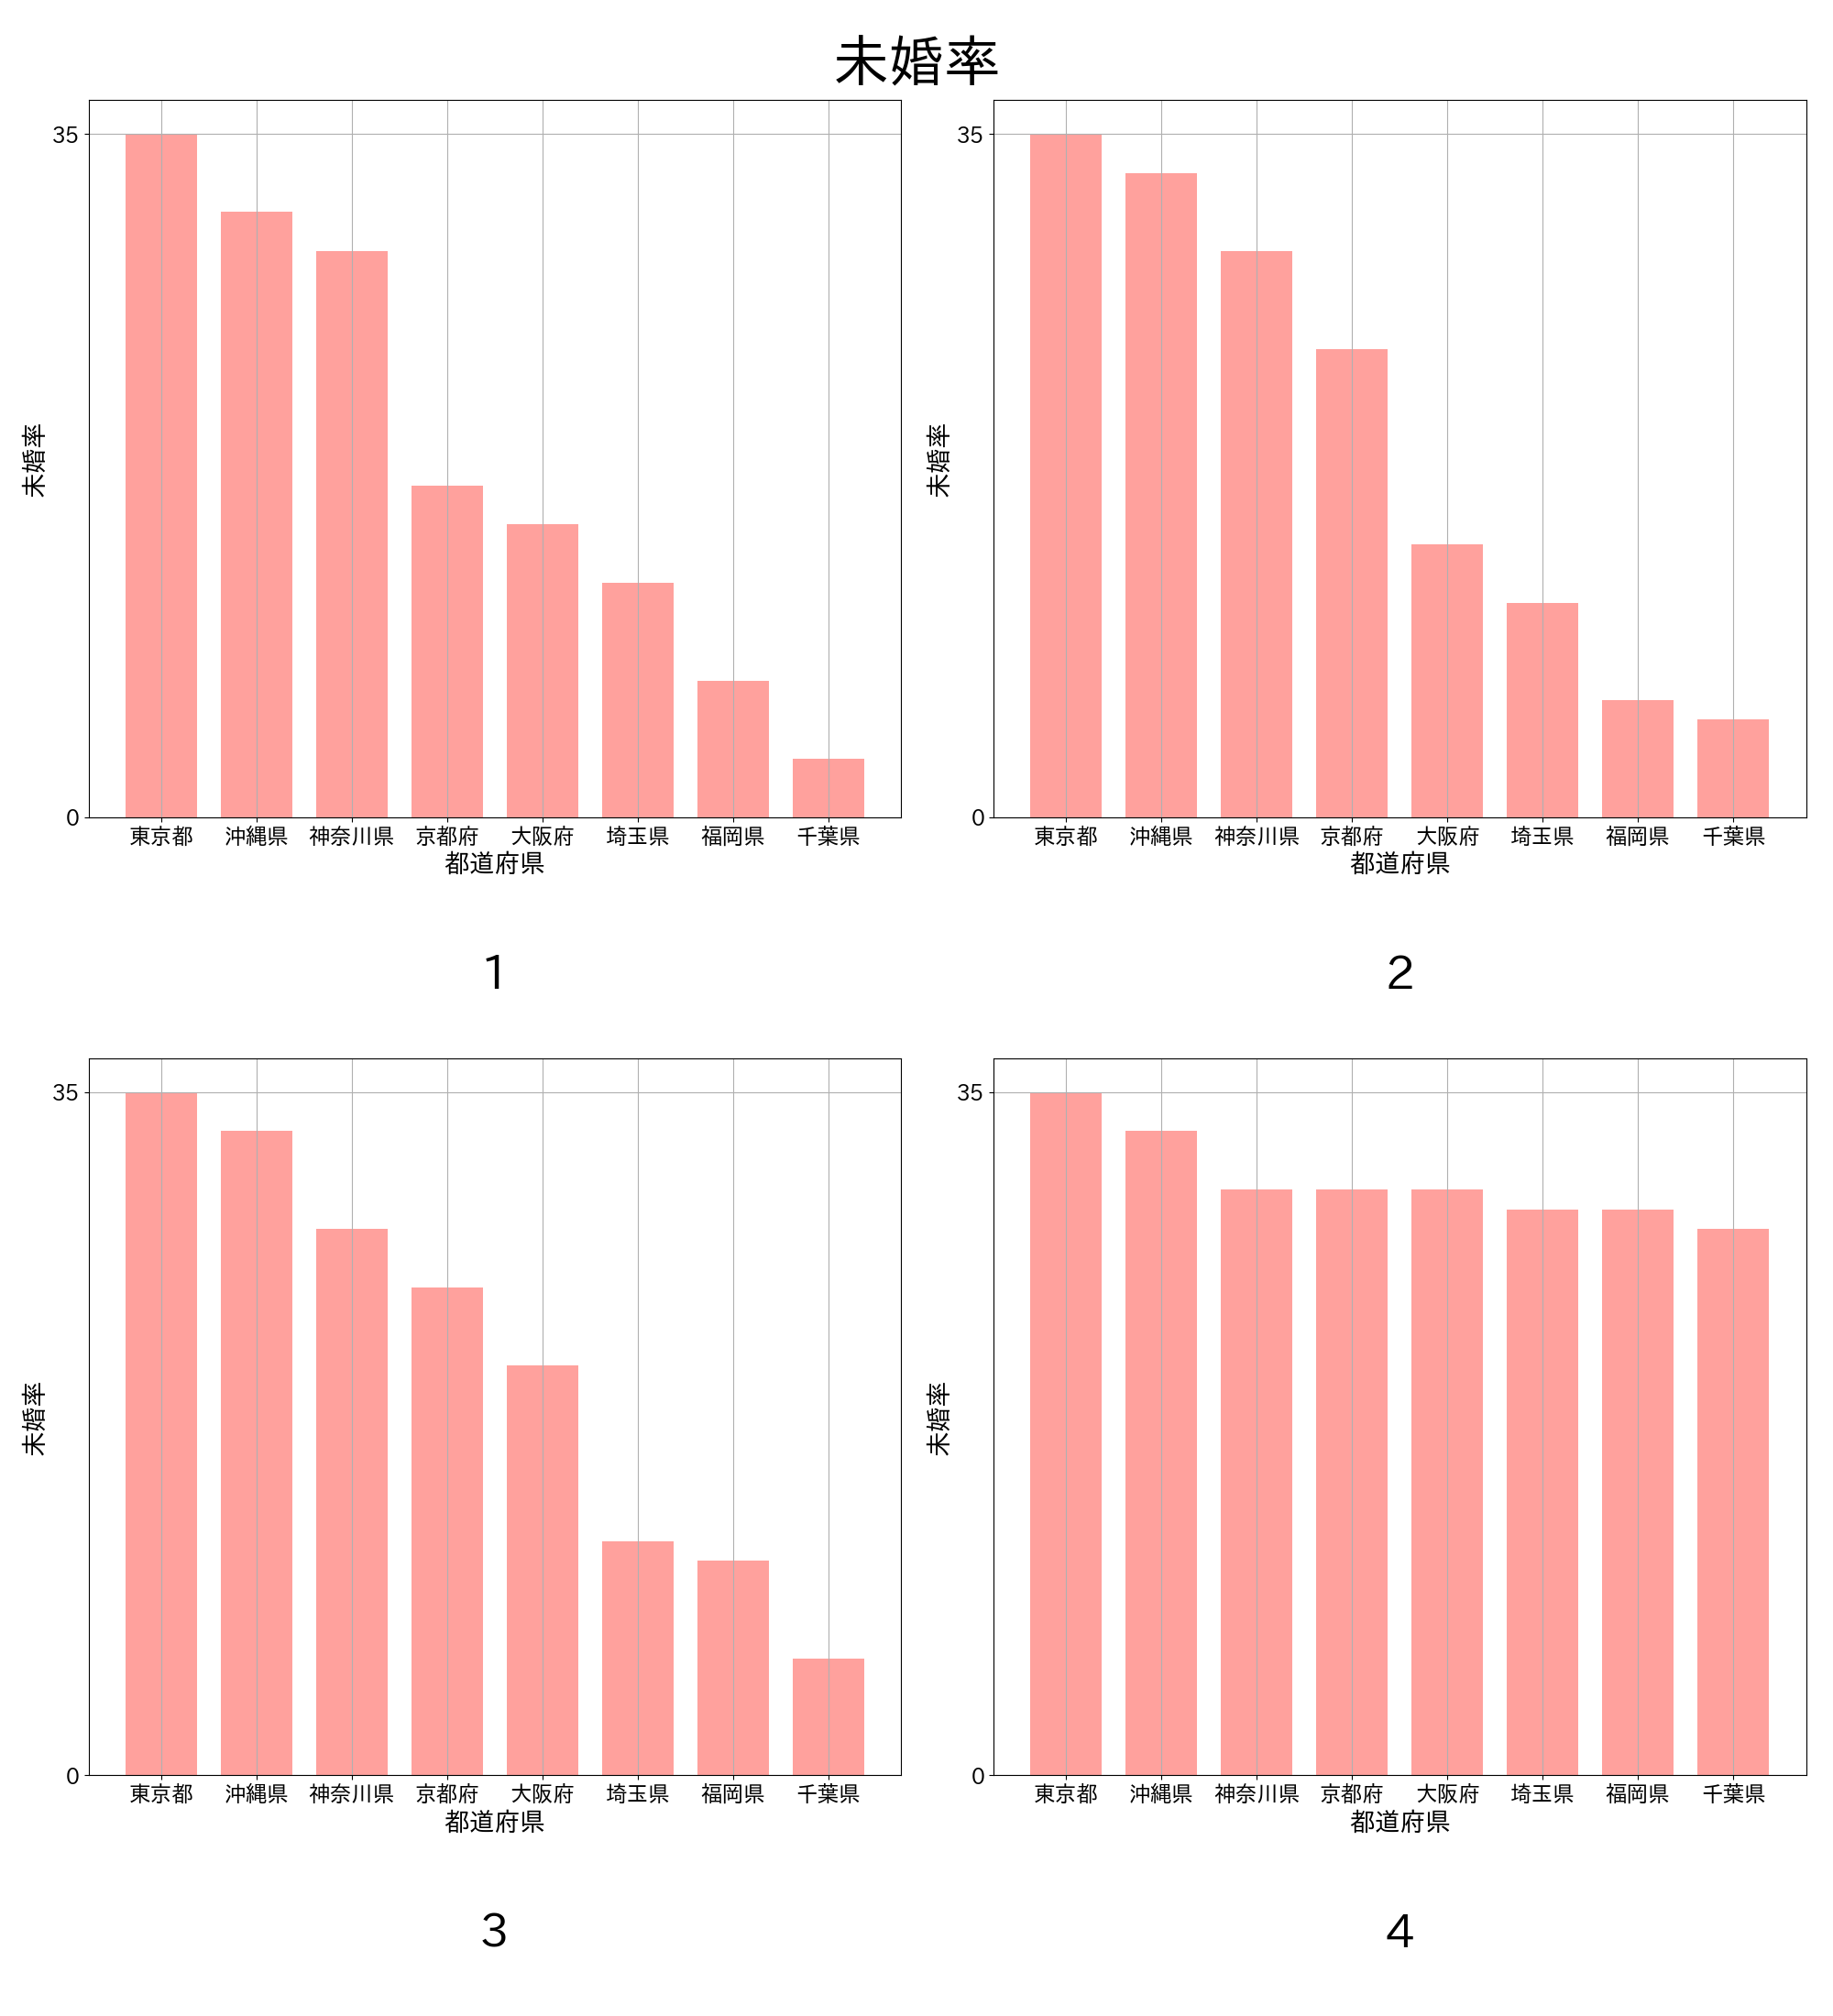 未婚率
35
0
未婚率
東京都 沖縄県 神奈川県 京都府 大阪府 埼玉県 福岡県 千葉県
都道府県
1
35
0
未婚率
東京都 沖縄県 神奈川県 京都府 大阪府 埼玉県 福岡県 千葉県
都道府県
2
35
0
未婚率
東京都 沖縄県 神奈川県 京都府 大阪府 埼玉県 福岡県 千葉県
都道府県
3
35
0
未婚率
東京都 沖縄県 神奈川県 京都府 大阪府 埼玉県 福岡県 千葉県
都道府県
4